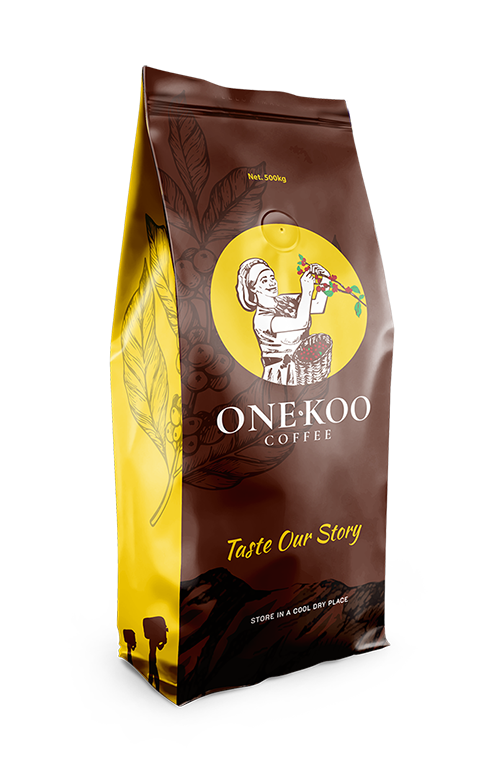 Net. 500kg
ONE•KOO
COFFEE
Taste Our Story
STORE IN A COOL DRY PLACE